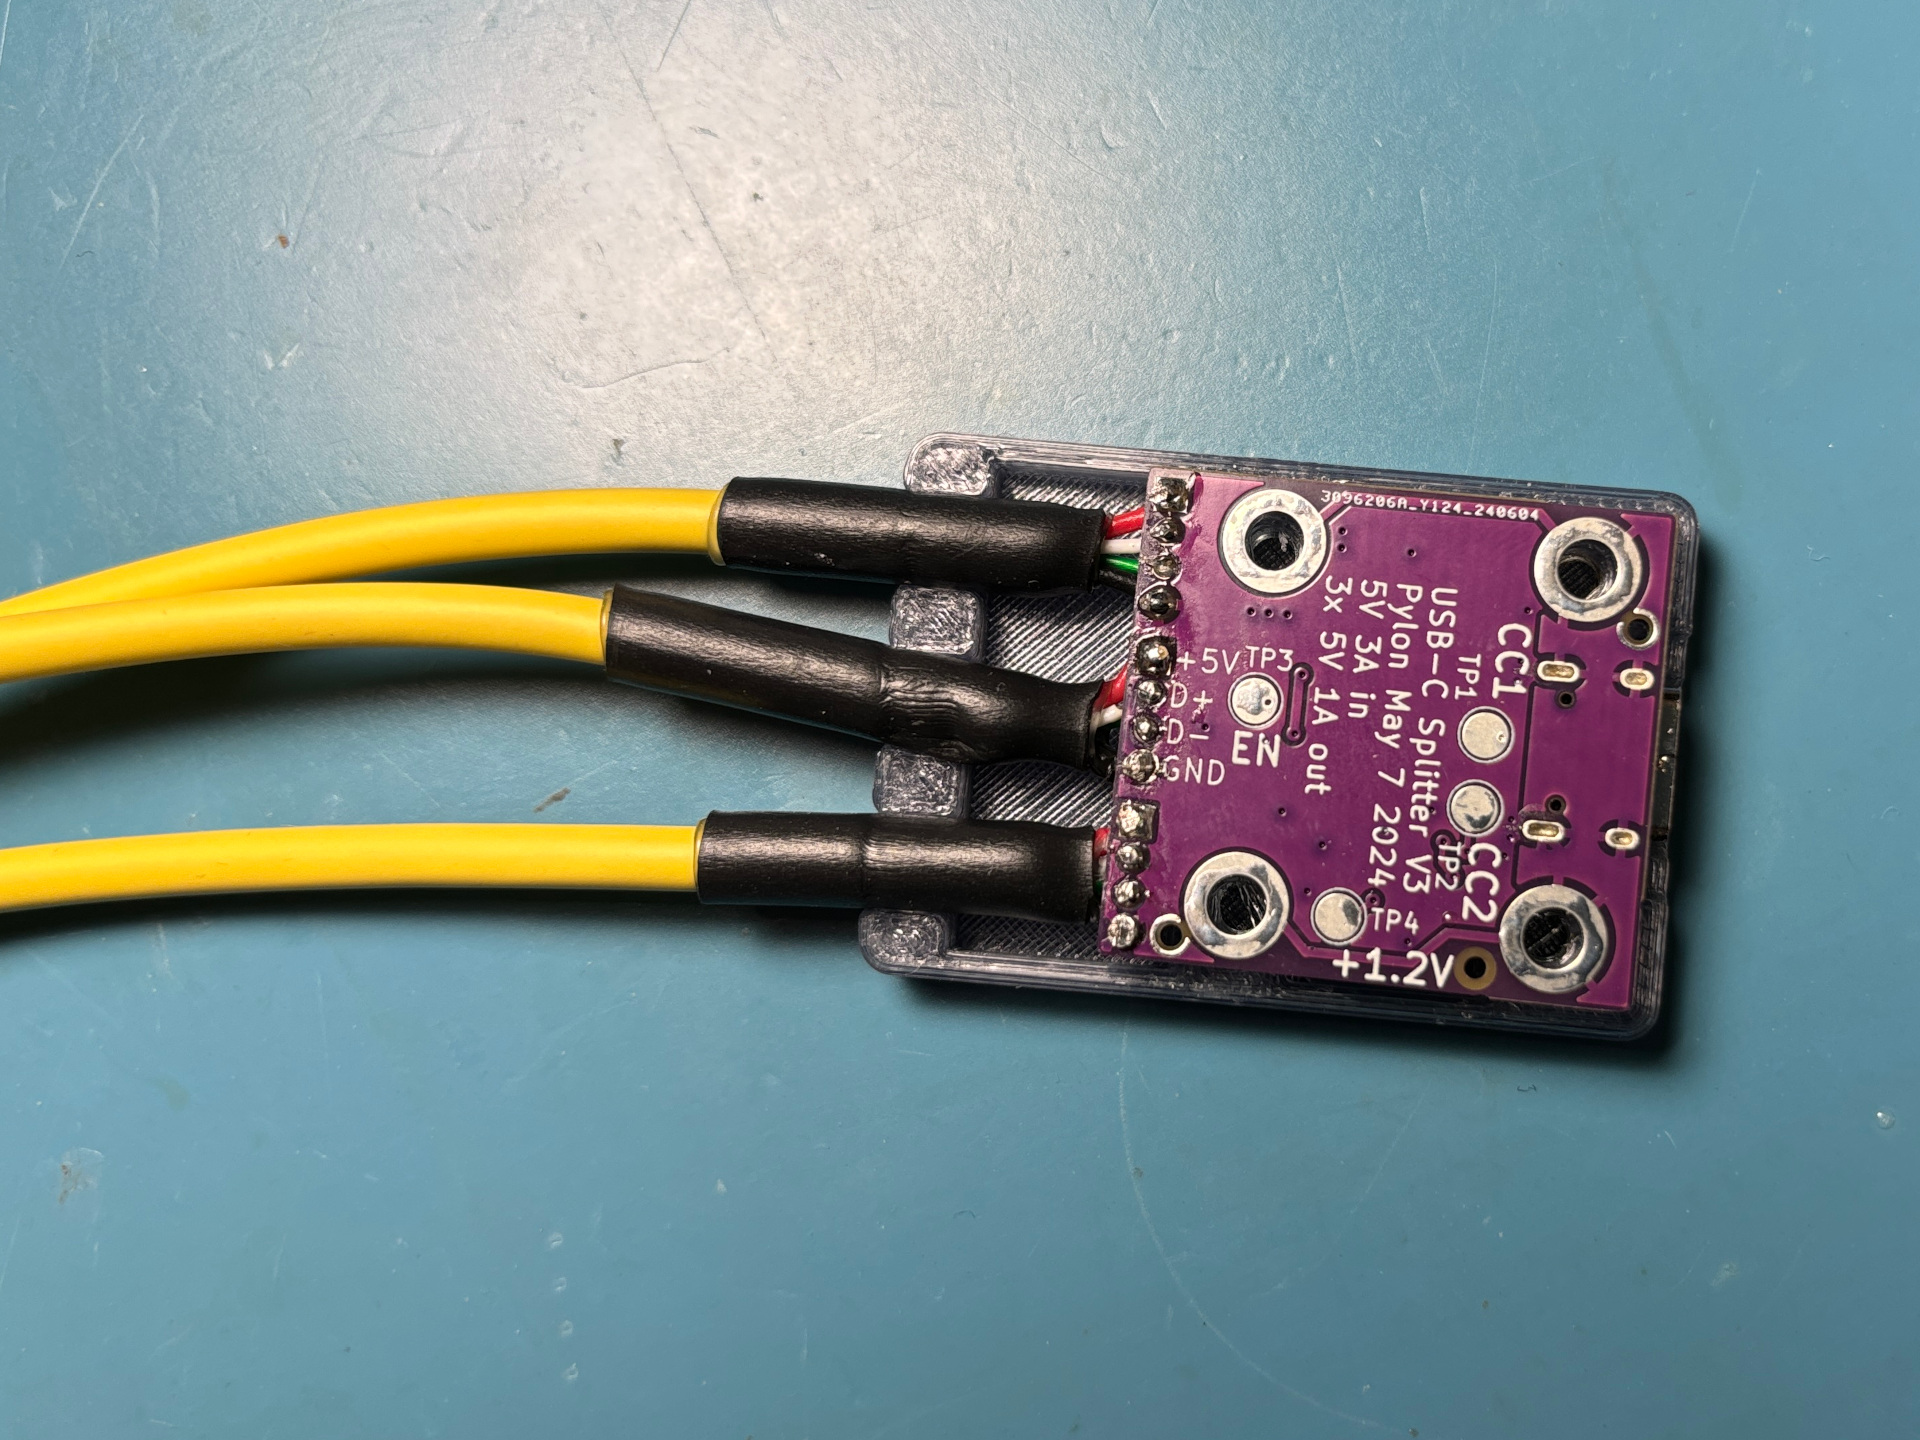 3096206A_Y124_240604
USB-C Splitter V3
Pylon May 7 2024
5V 3A in
3x 5V 1A out
CC1
TP1
CC2
TP2
+5V
D+
D-
GND
TP3
EN
TP4
+1.2V